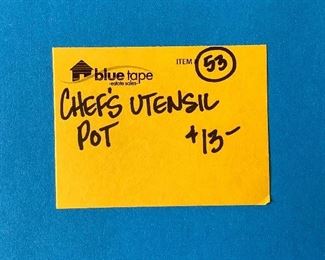 blue tape
estate sales
ITEM 53
CHEF'S UTENSIL
POT $13-